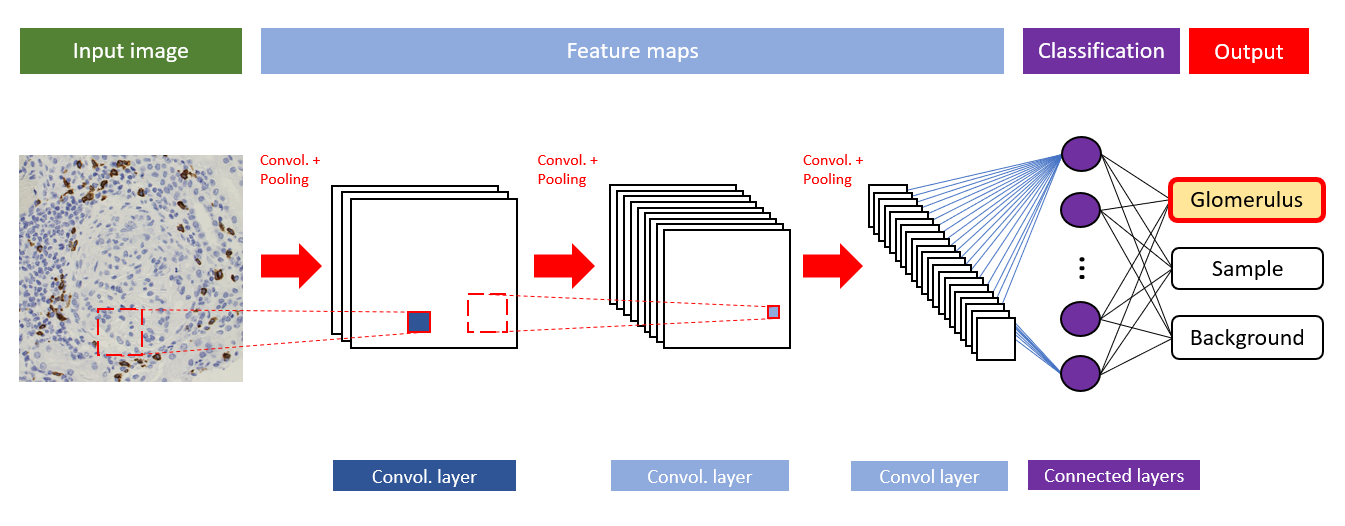 Input image
Feature maps
Classification
Output
Convol. +
Pooling
Convol. +
Pooling
Convol. +
Pooling
Glomerulus
Sample
Background
Convol. layer
Convol. layer
Convol layer
Connected layers